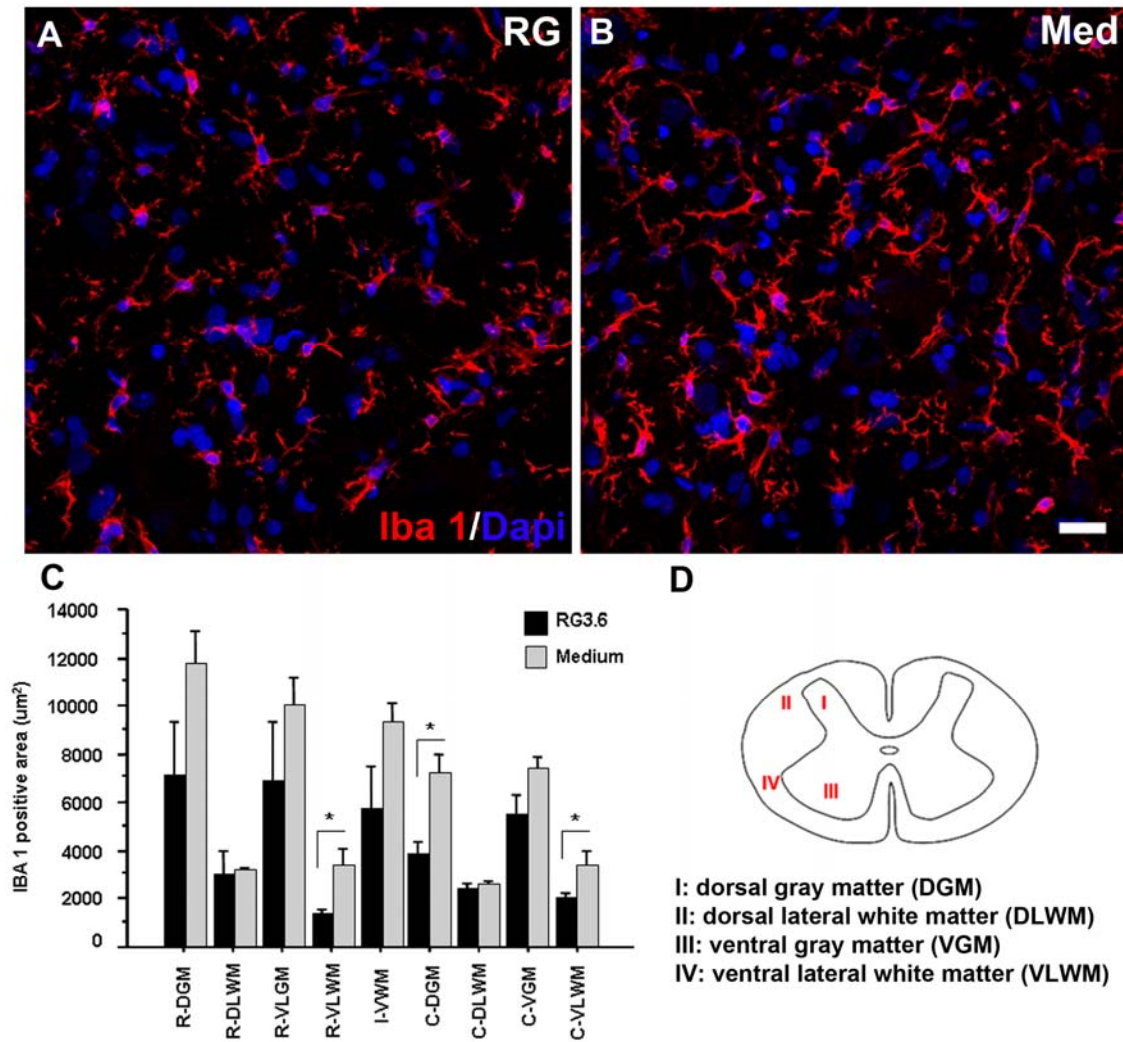 A
RG
B
Med
Iba 1/Dapi
C
14000
12000
10000
8000
6000
4000
2000
0
IBA 1 positive area (um²)
RG3.6
Medium
*
*
*
R-DGM
R-DLWM
R-VLGM
R-VLWM
I-VWM
C-DGM
C-DLWM
C-VGM
C-VLWM
D
II
I
IV
III
I: dorsal gray matter (DGM)
II: dorsal lateral white matter (DLWM)
III: ventral gray matter (VGM)
IV: ventral lateral white matter (VLWM)